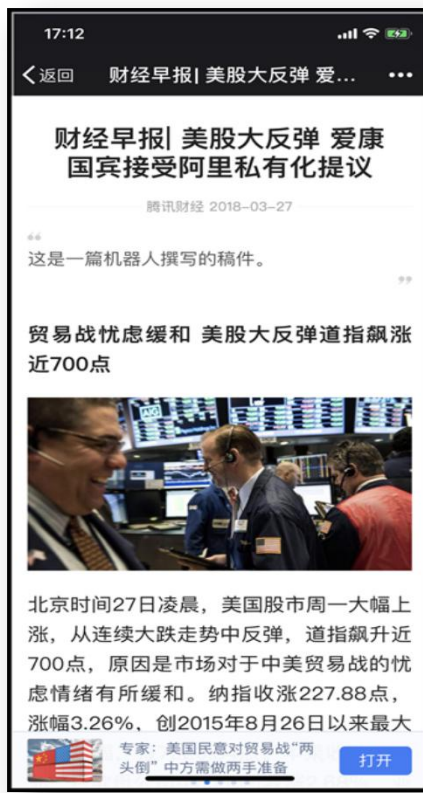 17:12
返回
财经早报| 美股大反弹 爱...
财经早报| 美股大反弹 爱康
国宾接受阿里私有化提议
腾讯财经 2018-03-27
“
这是一篇机器人撰写的稿件。
”
贸易战忧虑缓和 美股大反弹道指飙涨
近700点
AIG
北京时间27日凌晨，美国股市周一大幅上
涨，从连续大跌走势中反弹，道指飙升近
700点，原因是市场对于中美贸易战的忧
虑情绪有所缓和。纳指收涨227.88点，
涨幅3.26%，创2015年8月26日以来最大
专家：美国民意对贸易战“两
头倒” 中方需做两手准备
打开